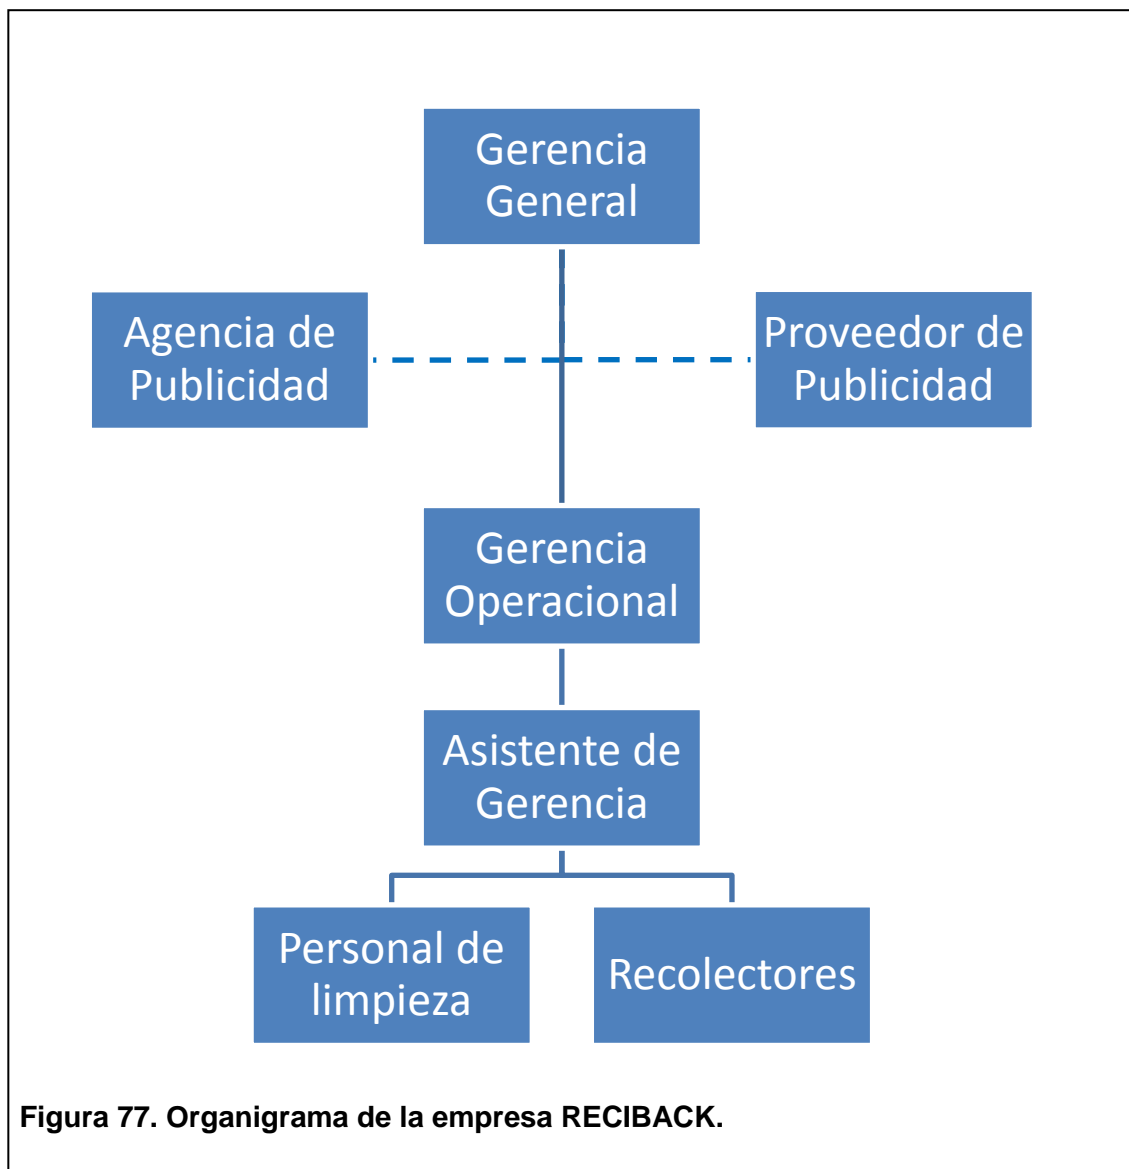 Gerencia
General
Agencia de
Publicidad
Proveedor de
Publicidad
Gerencia
Operacional
Asistente de
Gerencia
Personal de
limpieza
Recolectores
Figura 77. Organigrama de la empresa RECIBACK.